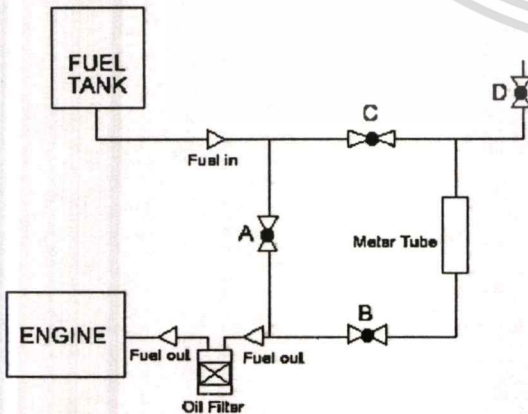 FUEL
TANK
D
C
Fuel in
A
Meter Tube
B
ENGINE
Fuel out
Fuel out
Oil Filter